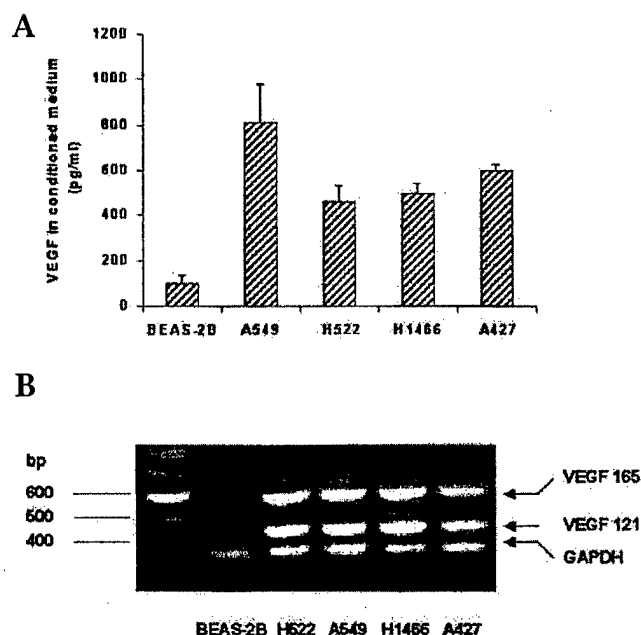 A
VEGF in conditioned medium
(pg/ml)
1200
1000
800
600
400
200
0
BEAS-2B A549 H522 H1466 A427
B
bp
600
500
400
VEGF 165
VEGF 121
GAPDH
BEAS-2B H522 A549 H1466 A427